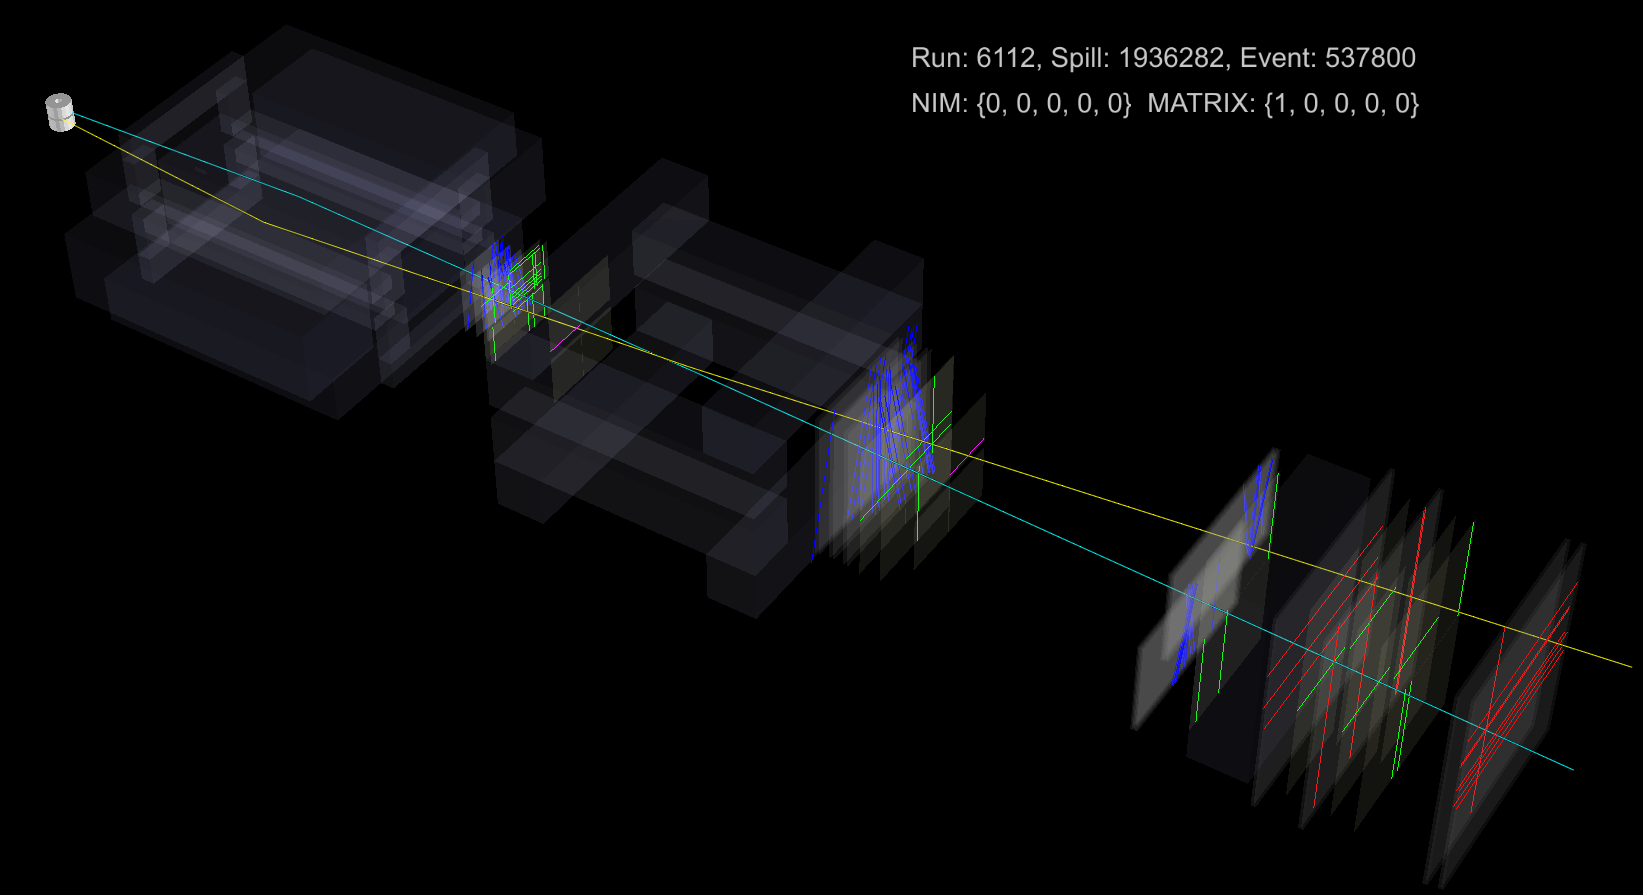 Run: 6112, Spill: 1936282, Event: 537800
NIM: {0, 0, 0, 0, 0}  MATRIX: {1, 0, 0, 0, 0}